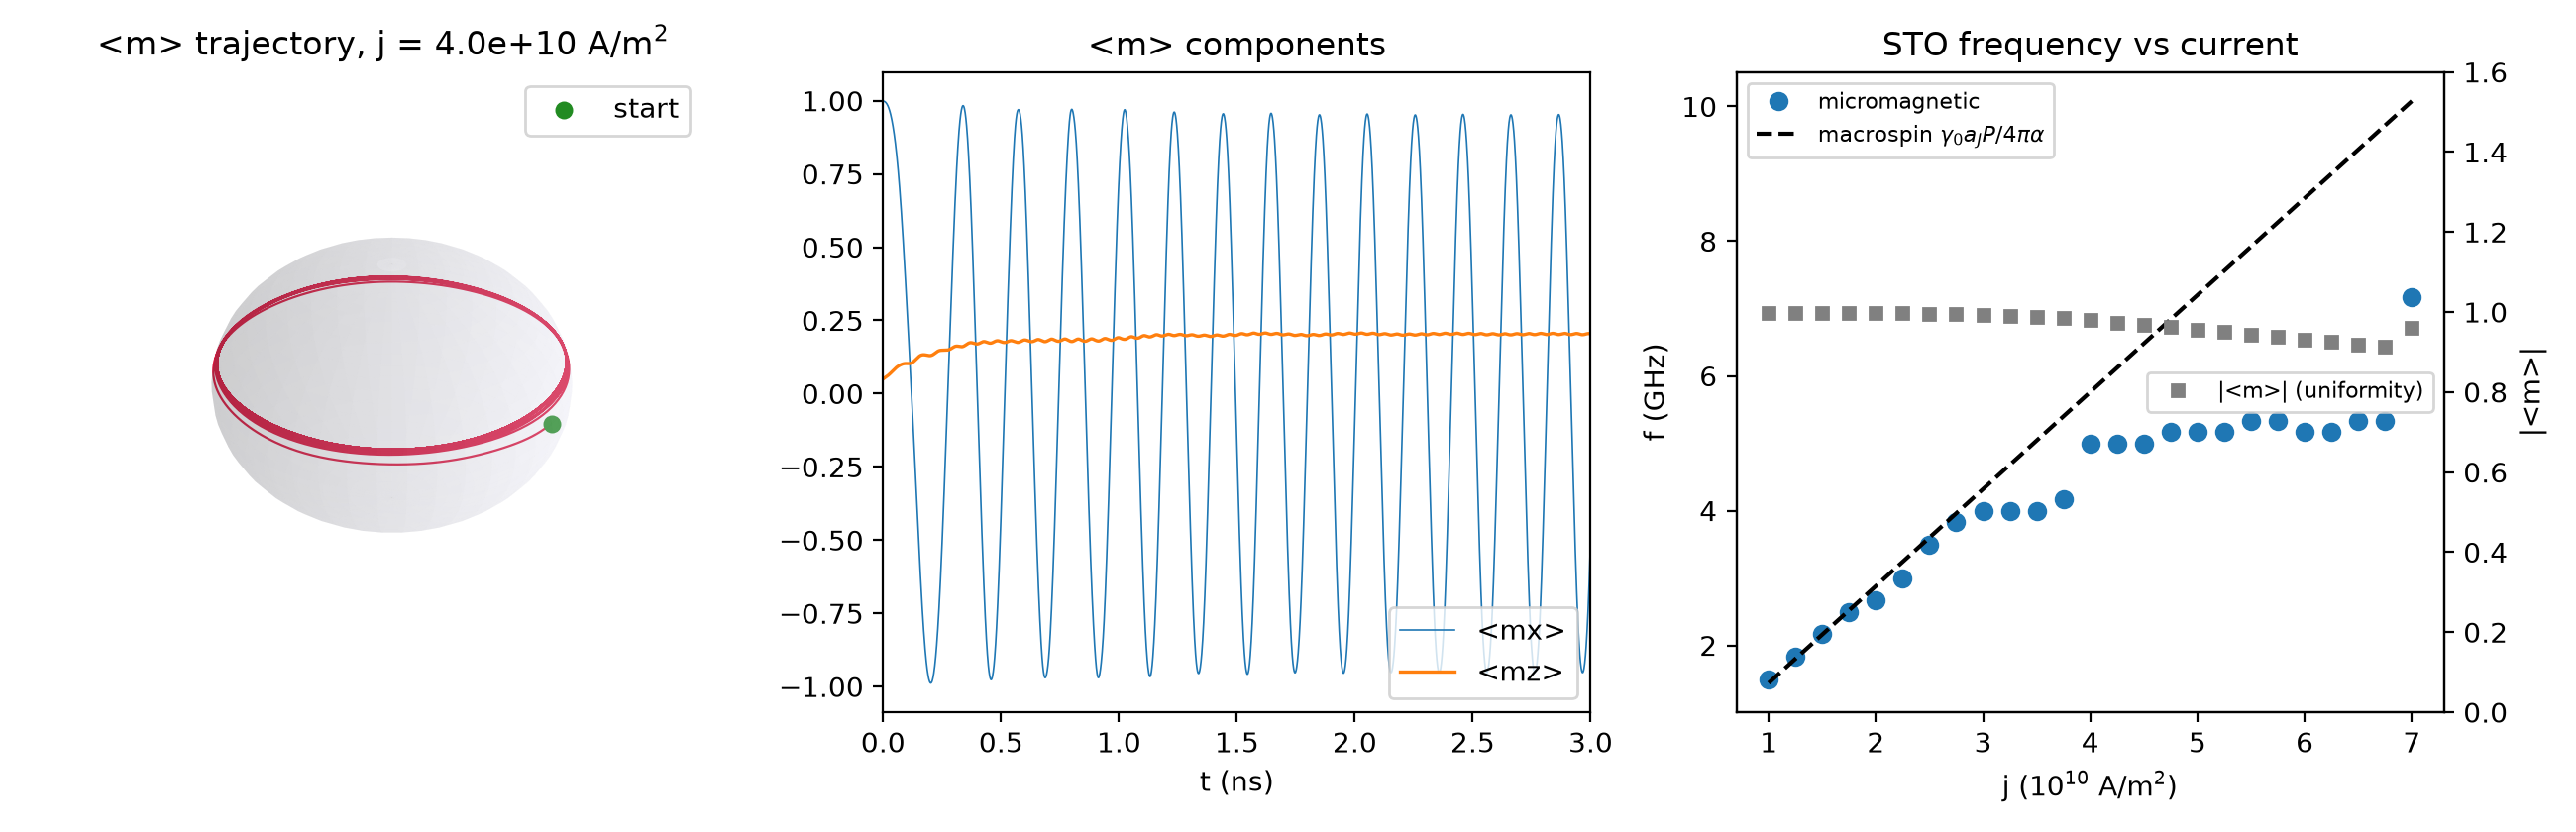 <m> trajectory, j = 4.0e+10 A/m²
start
<m> components
1.00
0.75
0.50
0.25
0.00
−0.25
−0.50
−0.75
−1.00
<mx>
<mz>
0.0 0.5 1.0 1.5 2.0 2.5 3.0
t (ns)
STO frequency vs current
micromagnetic
macrospin γ₀aⱼP/4πα
f (GHz)
10
8
6
4
2
|<m>| (uniformity)
1.6
1.4
1.2
1.0
0.8
0.6
0.4
0.2
0.0
|<m>|
1 2 3 4 5 6 7
j (10¹⁰ A/m²)